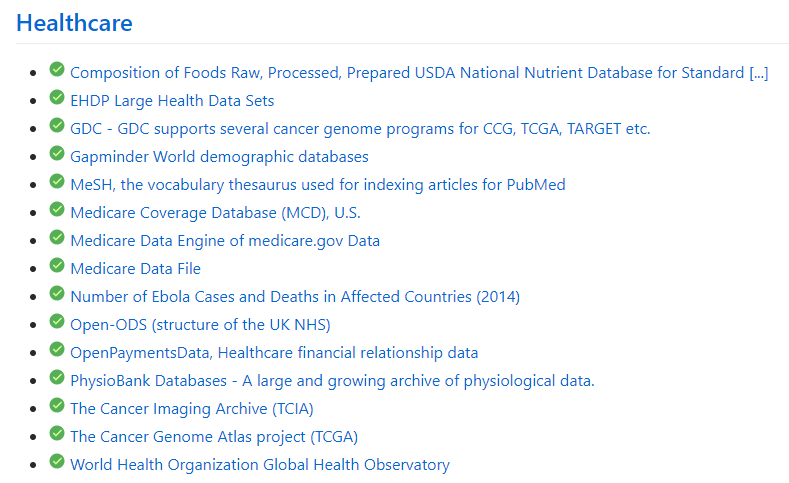 Healthcare
Composition of Foods Raw, Processed, Prepared USDA National Nutrient Database for Standard [...]
EHDP Large Health Data Sets
GDC - GDC supports several cancer genome programs for CCG, TCGA, TARGET etc.
Gapminder World demographic databases
MeSH, the vocabulary thesaurus used for indexing articles for PubMed
Medicare Coverage Database (MCD), U.S.
Medicare Data Engine of medicare.gov Data
Medicare Data File
Number of Ebola Cases and Deaths in Affected Countries (2014)
Open-ODS (structure of the UK NHS)
OpenPaymentsData, Healthcare financial relationship data
PhysioBank Databases - A large and growing archive of physiological data.
The Cancer Imaging Archive (TCIA)
The Cancer Genome Atlas project (TCGA)
World Health Organization Global Health Observatory